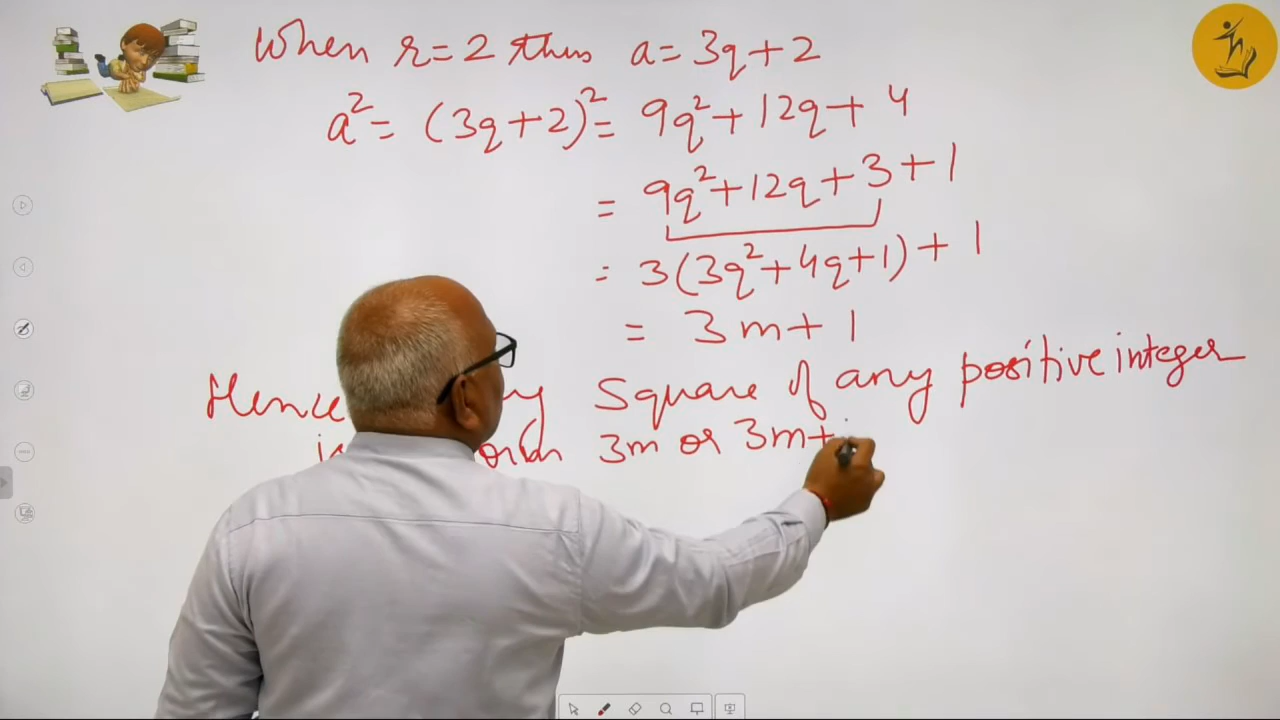 When r=2 thus a=3q+2
a²= (3q+2)²= 9q²+12q+4
= 9q²+12q+3+1
= 3(3q²+4q+1)+1
= 3m+1
Hence Square of any positive integer
3m or 3m+